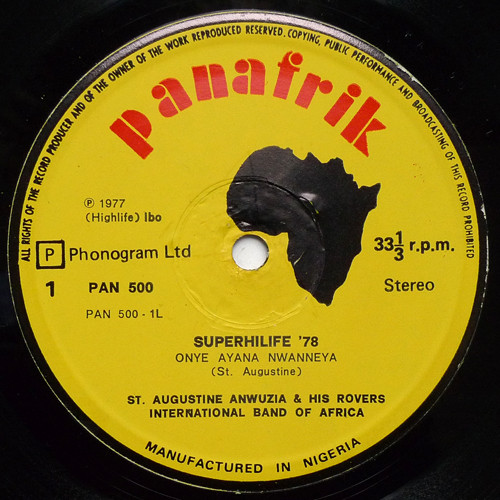 ALL RIGHTS OF THE RECORD PRODUCER AND OF THE OWNER OF THE WORK REPRODUCED RESERVED. COPYING, PUBLIC PERFORMANCE AND BROADCASTING OF THIS RECORD PROHIBITED
panafrik
Ⓟ 1977
(Highlife) Ibo
P Phonogram Ltd
33 1/3 r.p.m.
1 PAN 500
Stereo
PAN 500 - 1L
SUPERHILIFE '78
ONYE AYANA NWANNEYA
(St. Augustine)
ST. AUGUSTINE ANWUZIA & HIS ROVERS
INTERNATIONAL BAND OF AFRICA
MANUFACTURED IN NIGERIA